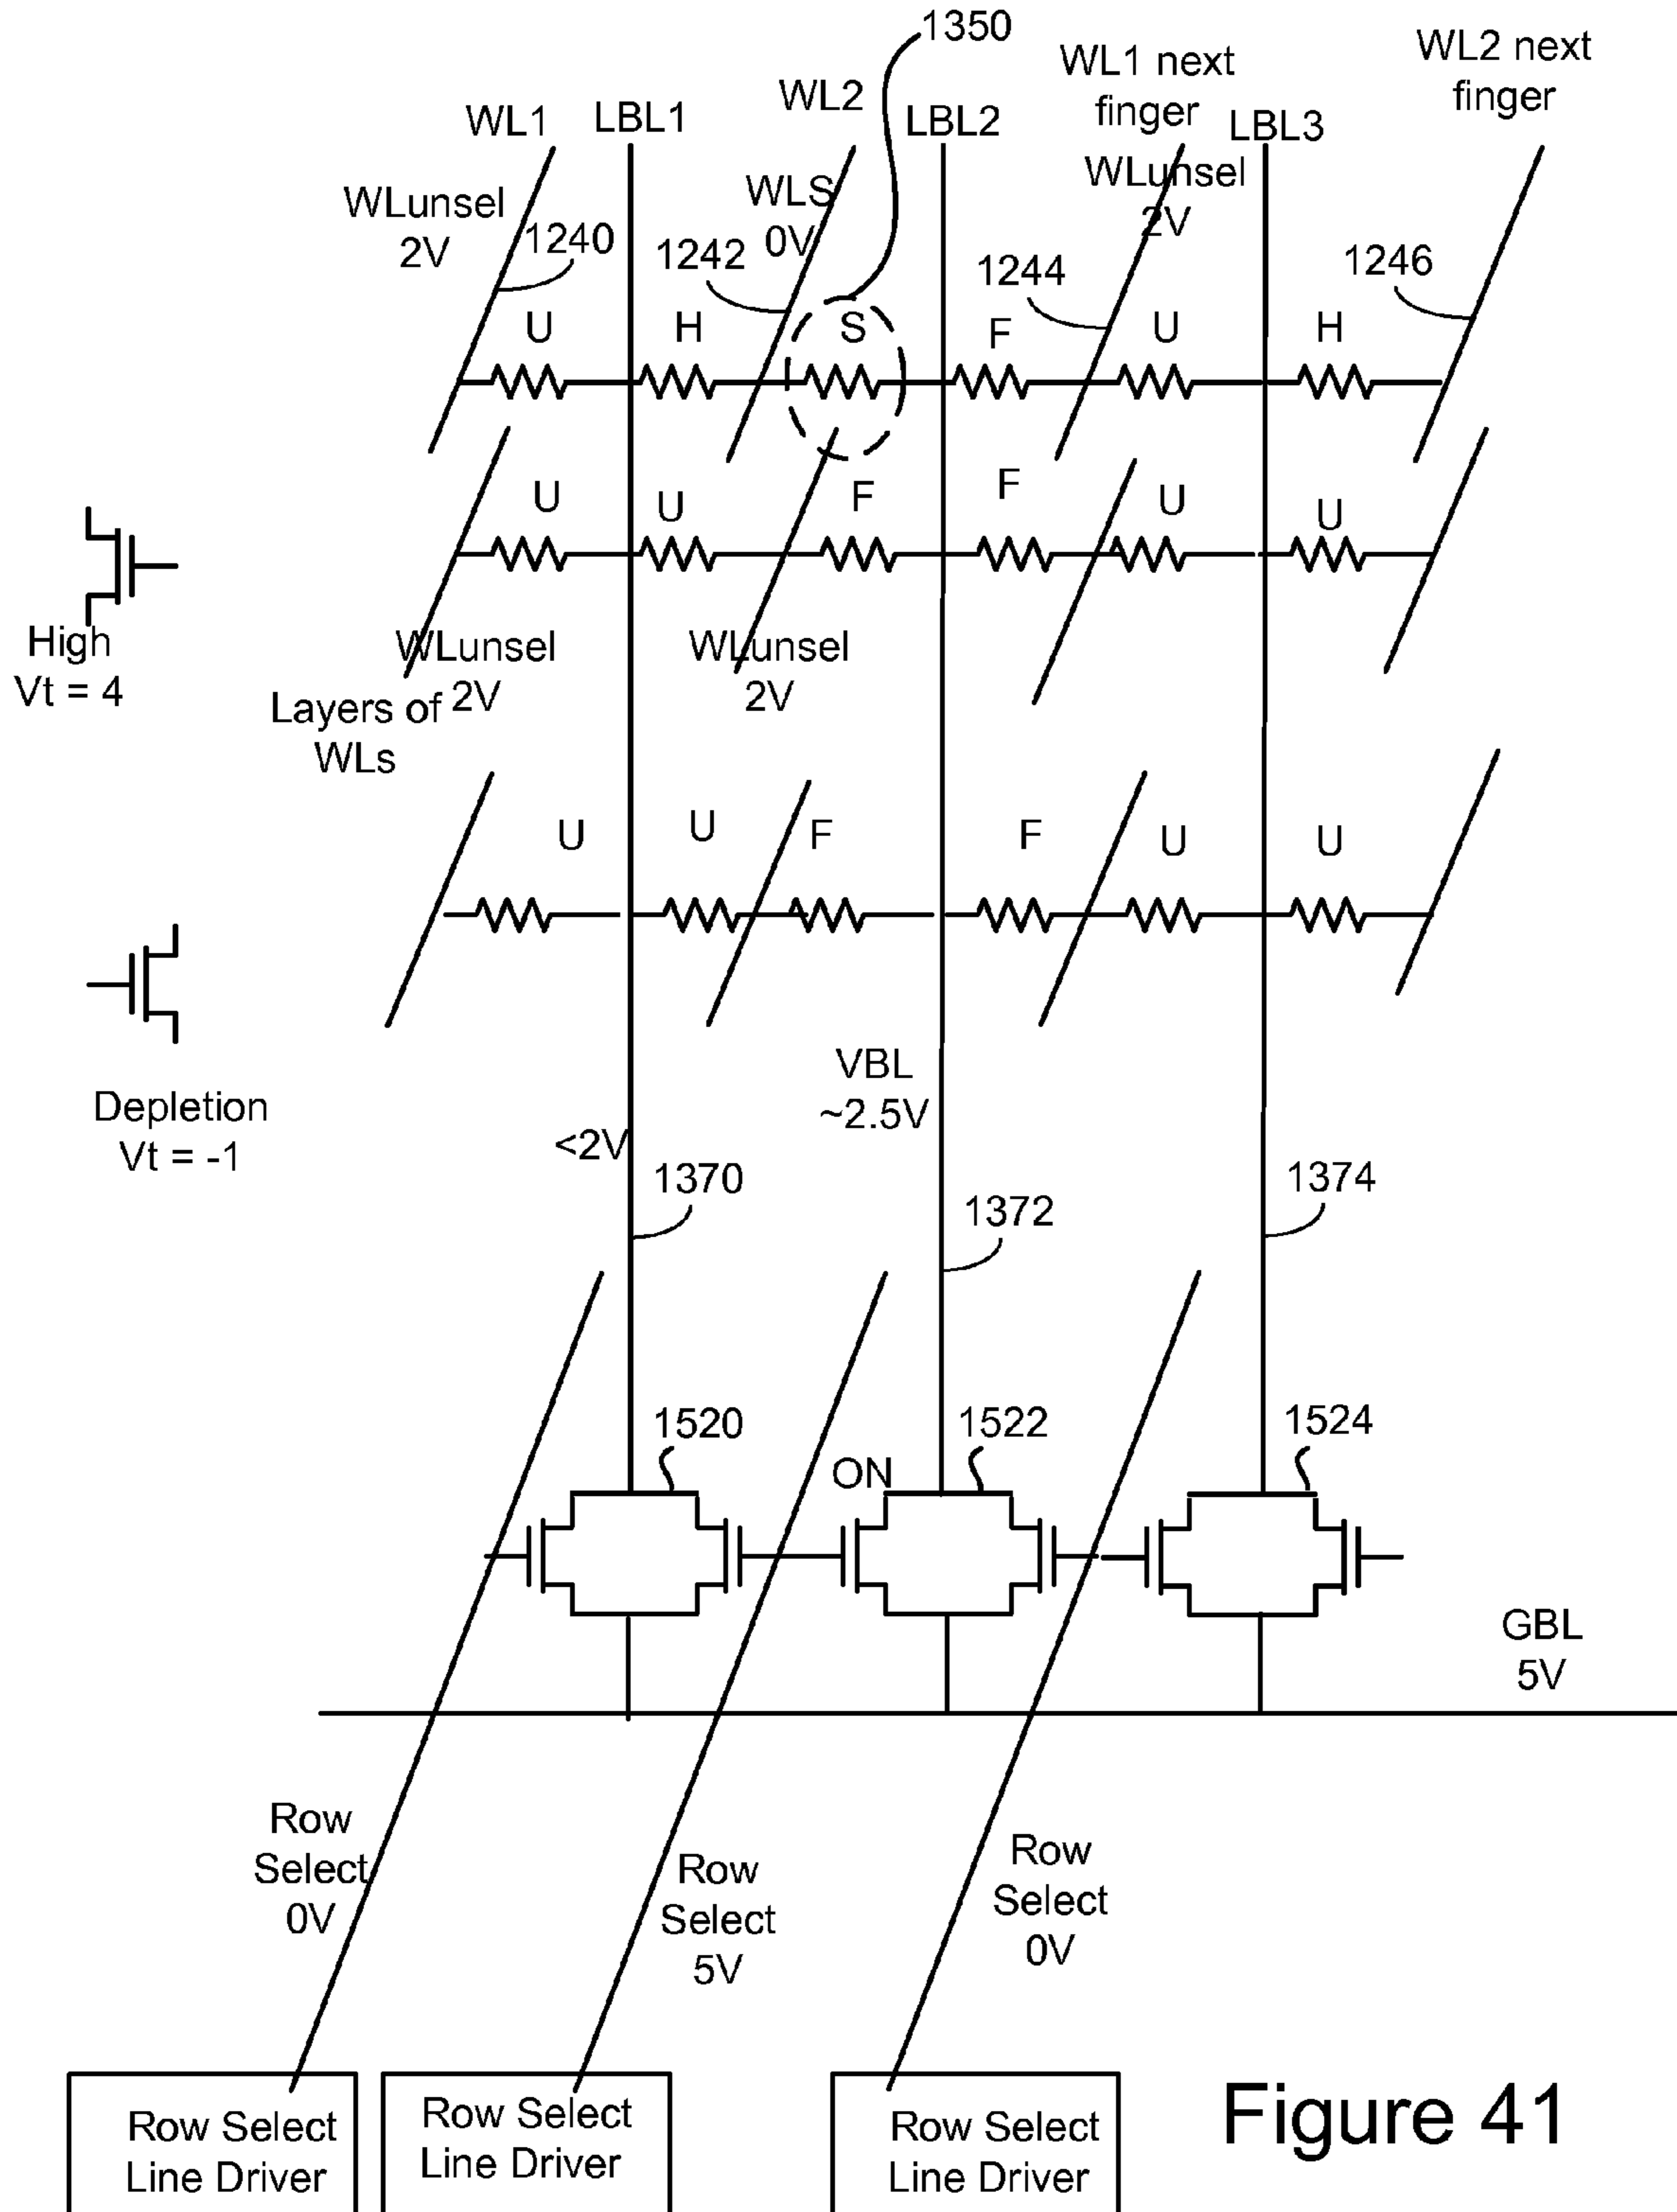 1350
WL1
LBL1
WL2
LBL2
WL1 next
finger
LBL3
WL2 next
finger
WLunsel
2V
1240
1242
WLS
0V
WLunsel
2V
1244
1246
U
H
S
F
U
H
U
U
F
F
U
U
High
Vt = 4
WLunsel
2V
WLunsel
2V
Layers of
WLs
U
U
F
F
U
U
Depletion
Vt = -1
VBL
~2.5V
<2V
1370
1372
1374
1520
ON
1522
1524
GBL
5V
Row
Select
0V
Row
Select
5V
Row
Select
0V
Row Select
Line Driver
Row Select
Line Driver
Row Select
Line Driver
Figure 41